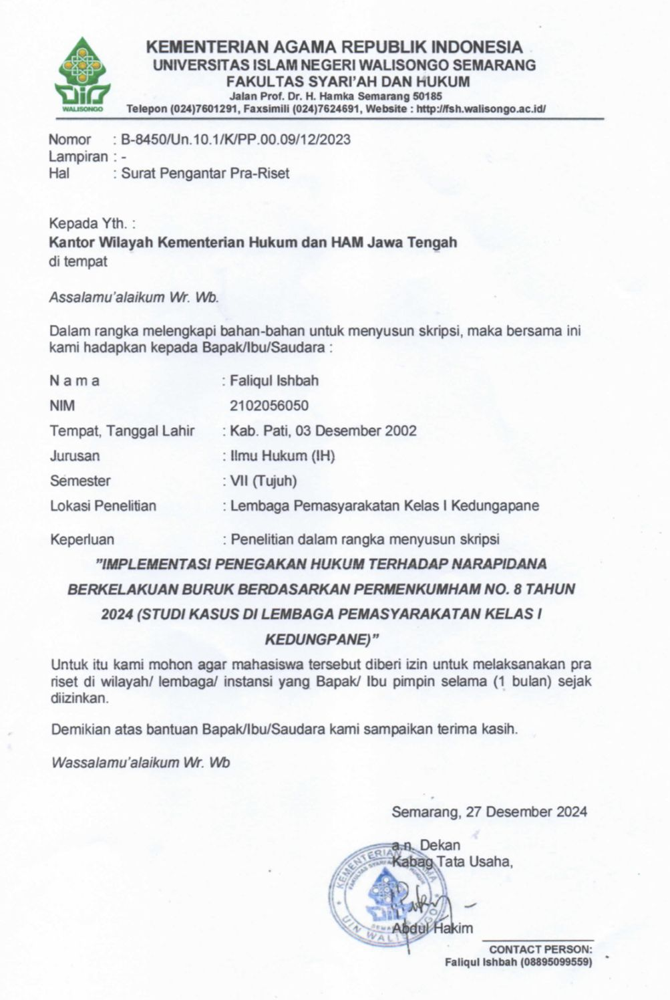 KEMENTERIAN AGAMA REPUBLIK INDONESIA
UNIVERSITAS ISLAM NEGERI WALISONGO SEMARANG
FAKULTAS SYARI'AH DAN HUKUM
Jalan Prof. Dr. H. Hamka Semarang 50185
Telepon (024)7601291, Faxsimili (024)7624691, Website : http://fsh.walisongo.ac.id/
UIN
WALISONGO
Nomor : B-8450/Un.10.1/K/PP.00.09/12/2023
Lampiran : -
Hal : Surat Pengantar Pra-Riset
Kepada Yth. :
Kantor Wilayah Kementerian Hukum dan HAM Jawa Tengah
di tempat
Assalamu'alaikum Wr. Wb.
Dalam rangka melengkapi bahan-bahan untuk menyusun skripsi, maka bersama ini
kami hadapkan kepada Bapak/Ibu/Saudara :
N a m a : Faliqul Ishbah
NIM 2102056050
Tempat, Tanggal Lahir : Kab. Pati, 03 Desember 2002
Jurusan : Ilmu Hukum (IH)
Semester : VII (Tujuh)
Lokasi Penelitian : Lembaga Pemasyarakatan Kelas I Kedungapane
Keperluan : Penelitian dalam rangka menyusun skripsi
"IMPLEMENTASI PENEGAKAN HUKUM TERHADAP NARAPIDANA
BERKELAKUAN BURUK BERDASARKAN PERMENKUMHAM NO. 8 TAHUN
2024 (STUDI KASUS DI LEMBAGA PEMASYARAKATAN KELAS I
KEDUNGPANE)"
Untuk itu kami mohon agar mahasiswa tersebut diberi izin untuk melaksanakan pra
riset di wilayah/ lembaga/ instansi yang Bapak/ Ibu pimpin selama (1 bulan) sejak
diizinkan.
Demikian atas bantuan Bapak/Ibu/Saudara kami sampaikan terima kasih.
Wassalamu'alaikum Wr. Wb
Semarang, 27 Desember 2024
a.n. Dekan
Kabag Tata Usaha,
KEMENTERIAN AGAMA
UIN WALISONGO
Abdul Hakim
CONTACT PERSON:
Faliqul Ishbah (08895099559)